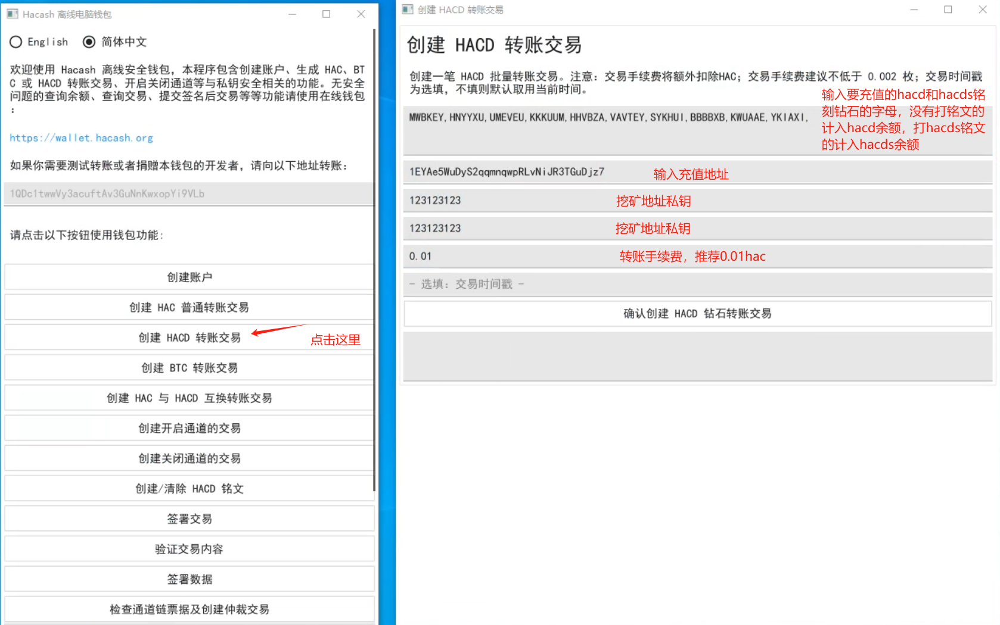 Hacash 离线电脑钱包
English 简体中文
欢迎使用 Hacash 离线安全钱包，本程序包含创建账户、生成 HAC、BT
C 或 HACD 转账交易、开启关闭通道等与私钥安全相关的功能。无安全
问题的查询余额、查询交易、提交签名后交易等等功能请使用在线钱包
：
https://wallet.hacash.org
如果你需要测试转账或者捐赠本钱包的开发者，请向以下地址转账：
1QDc1twwVy3acuftAv3GuNnKwxopYi9VLb
请点击以下按钮使用钱包功能：
创建账户
创建 HAC 普通转账交易
创建 HACD 转账交易
点击这里
创建 BTC 转账交易
创建 HAC 与 HACD 互换转账交易
创建开启通道的交易
创建关闭通道的交易
创建/清除 HACD 铭文
签署交易
验证交易内容
签署数据
检查通道链票据及创建仲裁交易
创建 HACD 转账交易
创建 HACD 转账交易
创建一笔 HACD 批量转账交易。注意：交易手续费将额外扣除HAC；交易手续费建议不低于 0.002 枚；交易时间戳
为选填，不填则默认取用当前时间。
MWBKEY,HNYYXU,UMEVEU,KKKUUM,HHVBZA,VAVTEY,SYKHUI,BBBBXB,KWUAAE,YKIAXI,
输入要充值的hacd和hacds铭
刻钻石的字母，没有打铭文的
计入hacd余额，打hacds铭文
的计入hacds余额
1EYAe5WuDyS2qqmnqwpRLvNiJR3TGuDjz7
输入充值地址
123123123
挖矿地址私钥
123123123
挖矿地址私钥
0.01
转账手续费，推荐0.01hac
- 选填：交易时间戳 -
确认创建 HACD 钻石转账交易